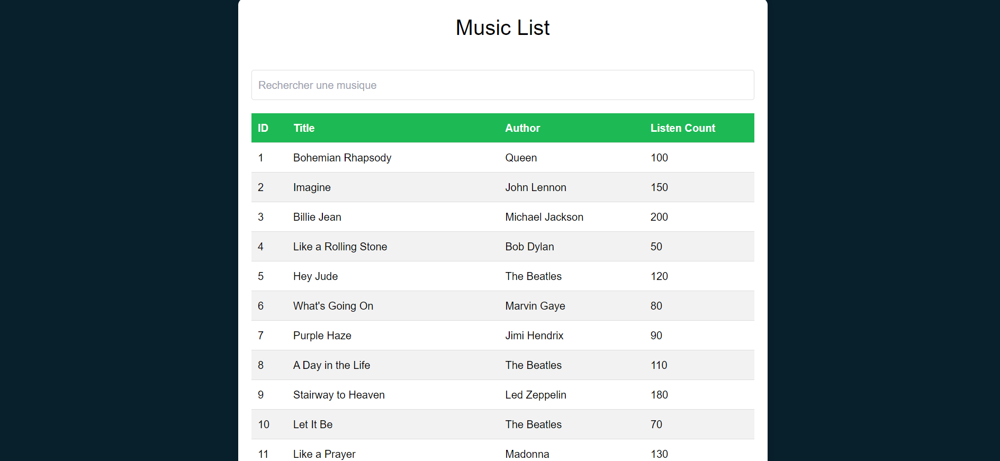 Music List
Rechercher une musique
ID Title Author Listen Count
1 Bohemian Rhapsody Queen 100
2 Imagine John Lennon 150
3 Billie Jean Michael Jackson 200
4 Like a Rolling Stone Bob Dylan 50
5 Hey Jude The Beatles 120
6 What's Going On Marvin Gaye 80
7 Purple Haze Jimi Hendrix 90
8 A Day in the Life The Beatles 110
9 Stairway to Heaven Led Zeppelin 180
10 Let It Be The Beatles 70
11 Like a Prayer Madonna 130